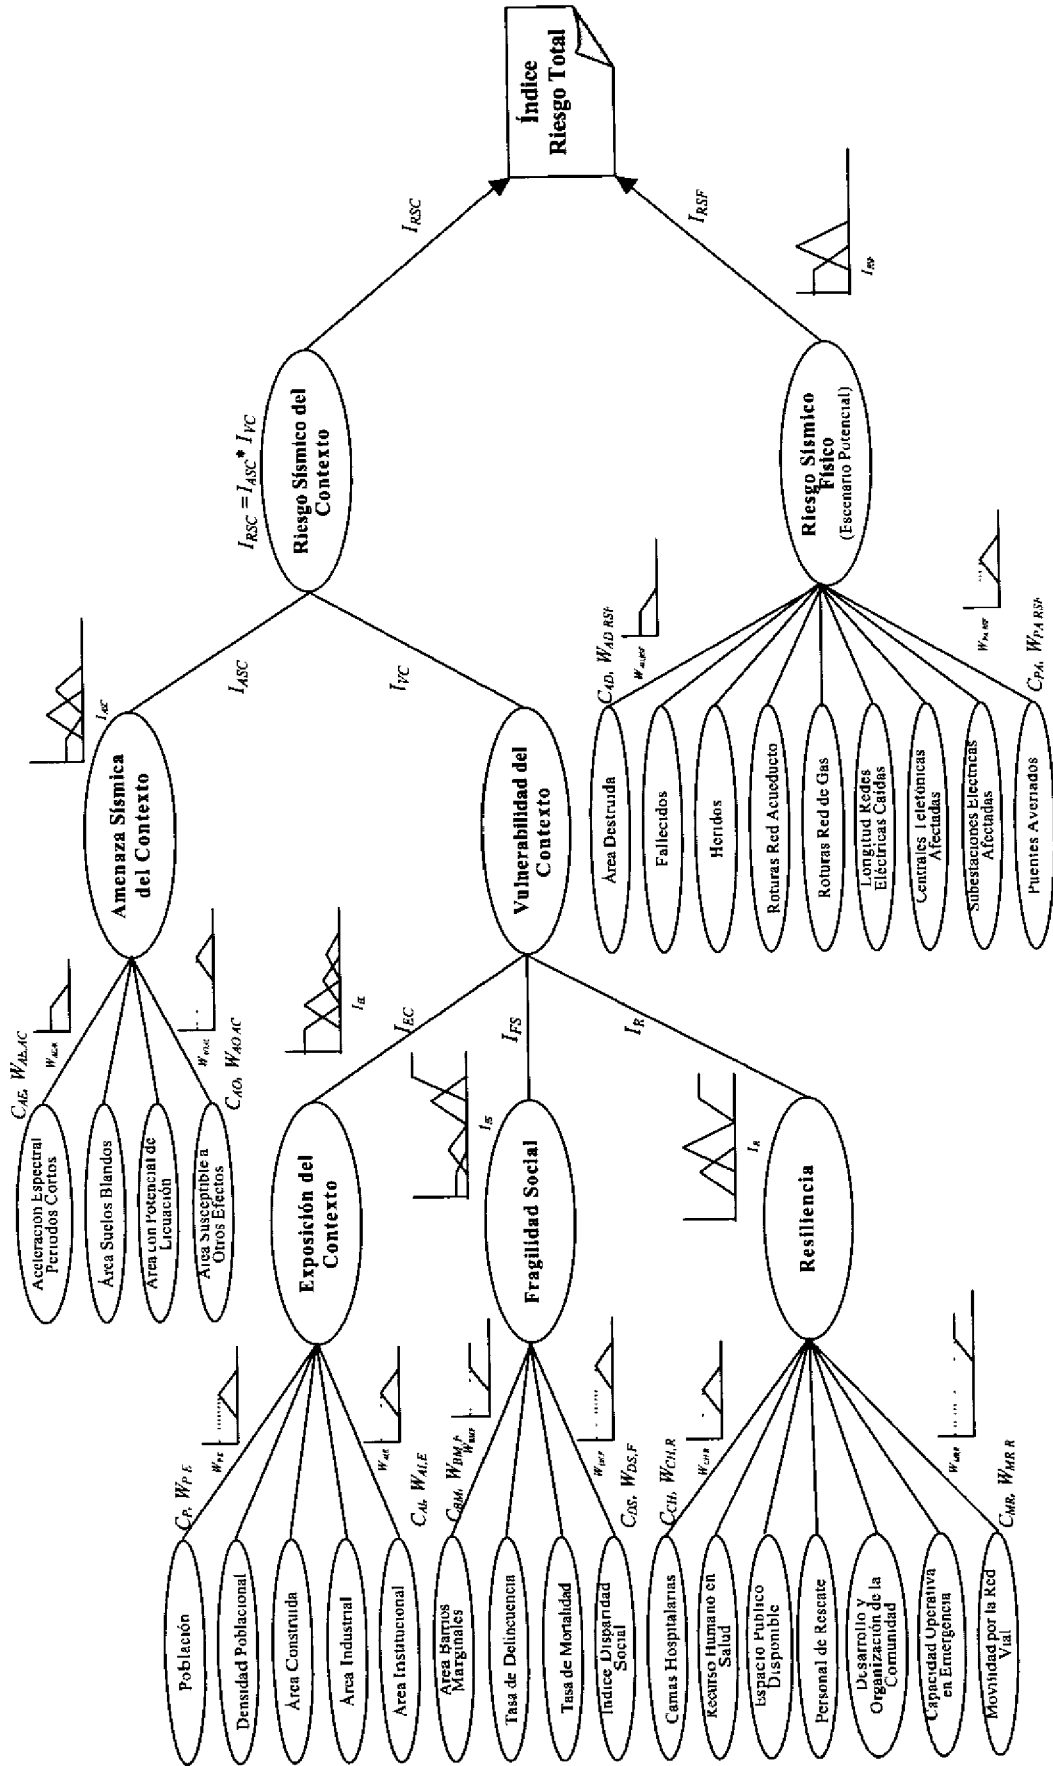 Aceleración Espectral
Periodos Cortos
Área Suelos Blandos
Área con Potencial de
Licuación
Área Susceptible a
Otros Efectos
Población
Densidad Poblacional
Área Construida
Área Industrial
Área Institucional
Área Barrios
Marginales
Tasa de Delincuencia
Tasa de Mortalidad
Índice Disparidad
Social
Camas Hospitalarias
Recurso Humano en
Salud
Espacio Público
Disponible
Personal de Rescate
Desarrollo y
Organización de la
Comunidad
Capacidad Operativa
en Emergencia
Movilidad por la Red
Vial
C_AE, W_AE,AC
C_AO, W_AO,AC
C_P, W_P E
C_AI, W_AI,E
C_BM, W_BM,F
C_DS, W_DS,F
C_CH, W_CH,R
C_MR, W_MR R
W_PE
W_CH R
Exposición del
Contexto
Fragilidad Social
Resiliencia
I_EC
I_FS
I_R
I_R
Amenaza Sísmica
del Contexto
Vulnerabilidad del
Contexto
I_ASC
I_VC
Área Destruida
Fallecidos
Heridos
Roturas Red Acueducto
Roturas Red de Gas
Longitud Redes
Eléctricas Caídas
Centrales Telefónicas
Afectadas
Subestaciones Eléctricas
Afectadas
Puentes Averiados
C_AD, W_AD RSF
C_PA, W_PA RSF
I_RSC = I_ASC * I_VC
Riesgo Sísmico del
Contexto
Riesgo Sísmico
Físico
(Escenario Potencial)
I_RSF
I_RSC
I_RSF
Índice
Riesgo Total